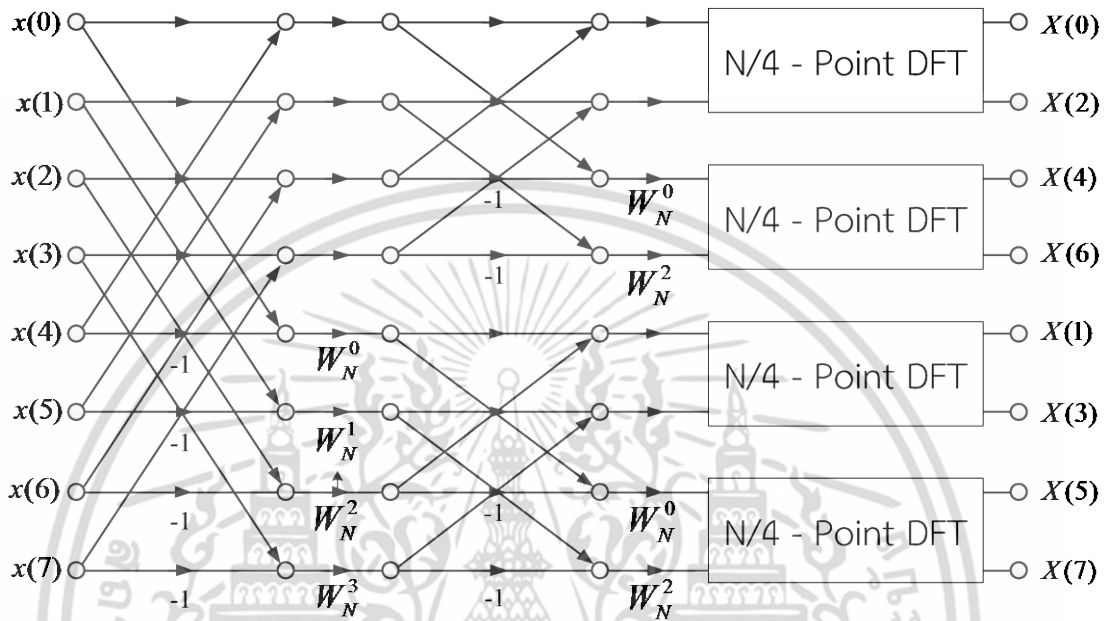 x(0) X(0)
N/4 - Point DFT
x(1) X(2)
x(2) X(4)
-1 W_N^0
N/4 - Point DFT
x(3) X(6)
-1 W_N^2
x(4) X(1)
-1 W_N^0
N/4 - Point DFT
x(5) X(3)
-1 W_N^1
x(6) X(5)
-1 W_N^2 -1 W_N^0
N/4 - Point DFT
x(7) X(7)
-1 W_N^3 -1 W_N^2